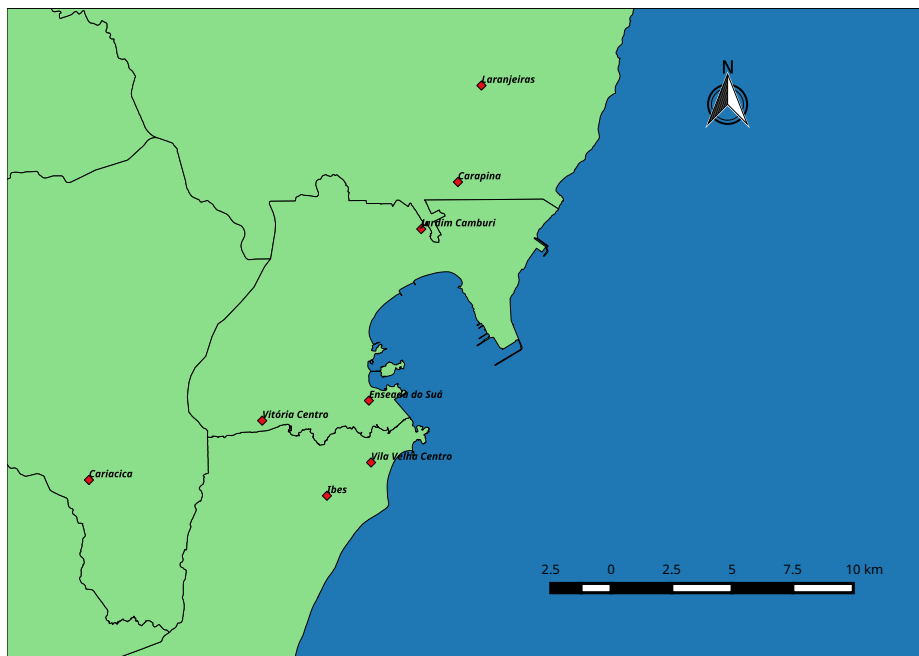 N
Laranjeiras
Carapina
Jardim Camburi
Enseada do Suá
Vitória Centro
Vila Velha Centro
Cariacica
Ibes
2.5 0 2.5 5 7.5 10 km